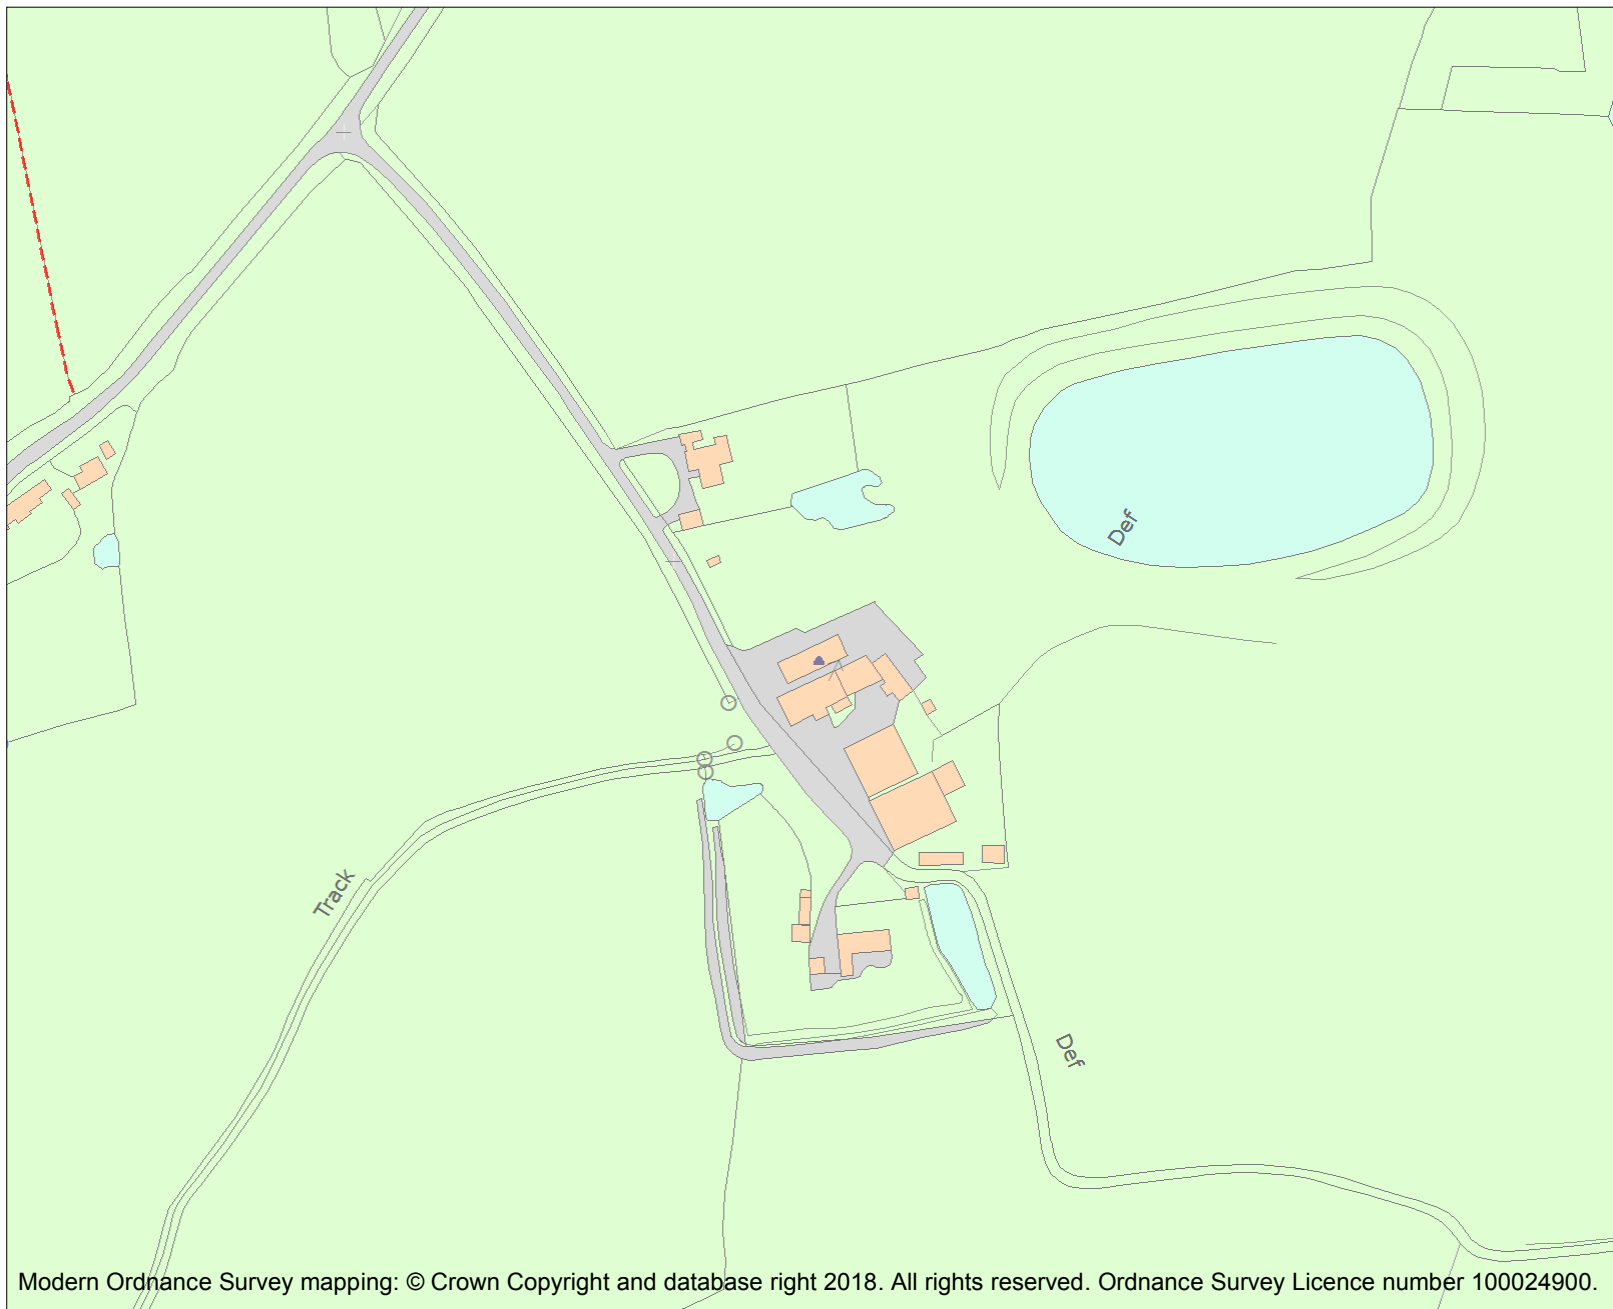 Def
Track
Def
Modern Ordnance Survey mapping: © Crown Copyright and database right 2018. All rights reserved. Ordnance Survey Licence number 100024900.